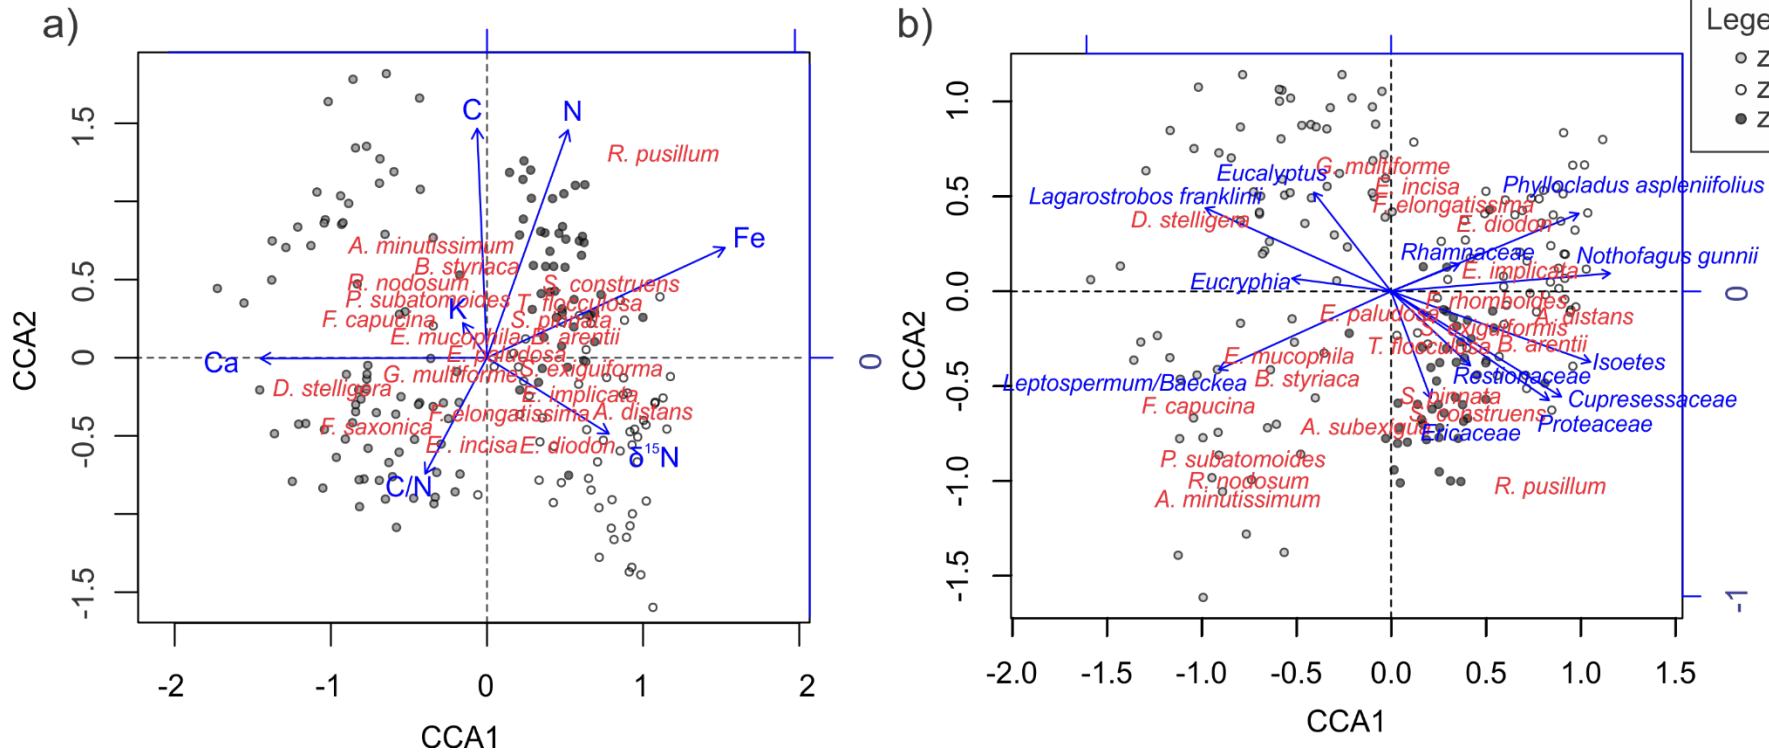 a)
C
N
R. pusillum
Fe
A. minutissimum
B. styriaca
R. nodosum
S. construens
P. subatomoides
T. flocculosa
K
F. capucina
S. pinnata
E. mucophila
B. arentii
E. paludosa
Ca
G. multiforme
S. exiguiforma
D. stelligera
E. implicata
F. elongatissima
A. distans
F. saxonica
E. incisa
E. diodon
δ15N
C/N
1.5
0.5
0
-0.5
-1.5
CCA2
0
-2
-1
0
1
2
CCA1
b)
Lege
Z
Z
Z
G. multiforme
Eucalyptus
E. incisa
Phyllocladus aspleniifolius
Lagarostrobos franklinii
F. elongatissima
D. stelligera
E. diodon
Rhamnaceae
Nothofagus gunnii
E. implicata
Eucryphia
F. rhomboides
E. paludosa
A. distans
S. exiguiformis
T. flocculosa
B. arentii
E. mucophila
Isoetes
B. styriaca
Restionaceae
Leptospermum/Baeckea
S. pinnata
Cupresessaceae
F. capucina
S. construens
A. subexigua
Ericaceae
Proteaceae
P. subatomoides
R. nodosum
R. pusillum
A. minutissimum
1.0
0.5
0.0
-0.5
-1.0
-1.5
CCA2
0
-1
-2.0
-1.5
-1.0
-0.5
0.0
0.5
1.0
1.5
CCA1